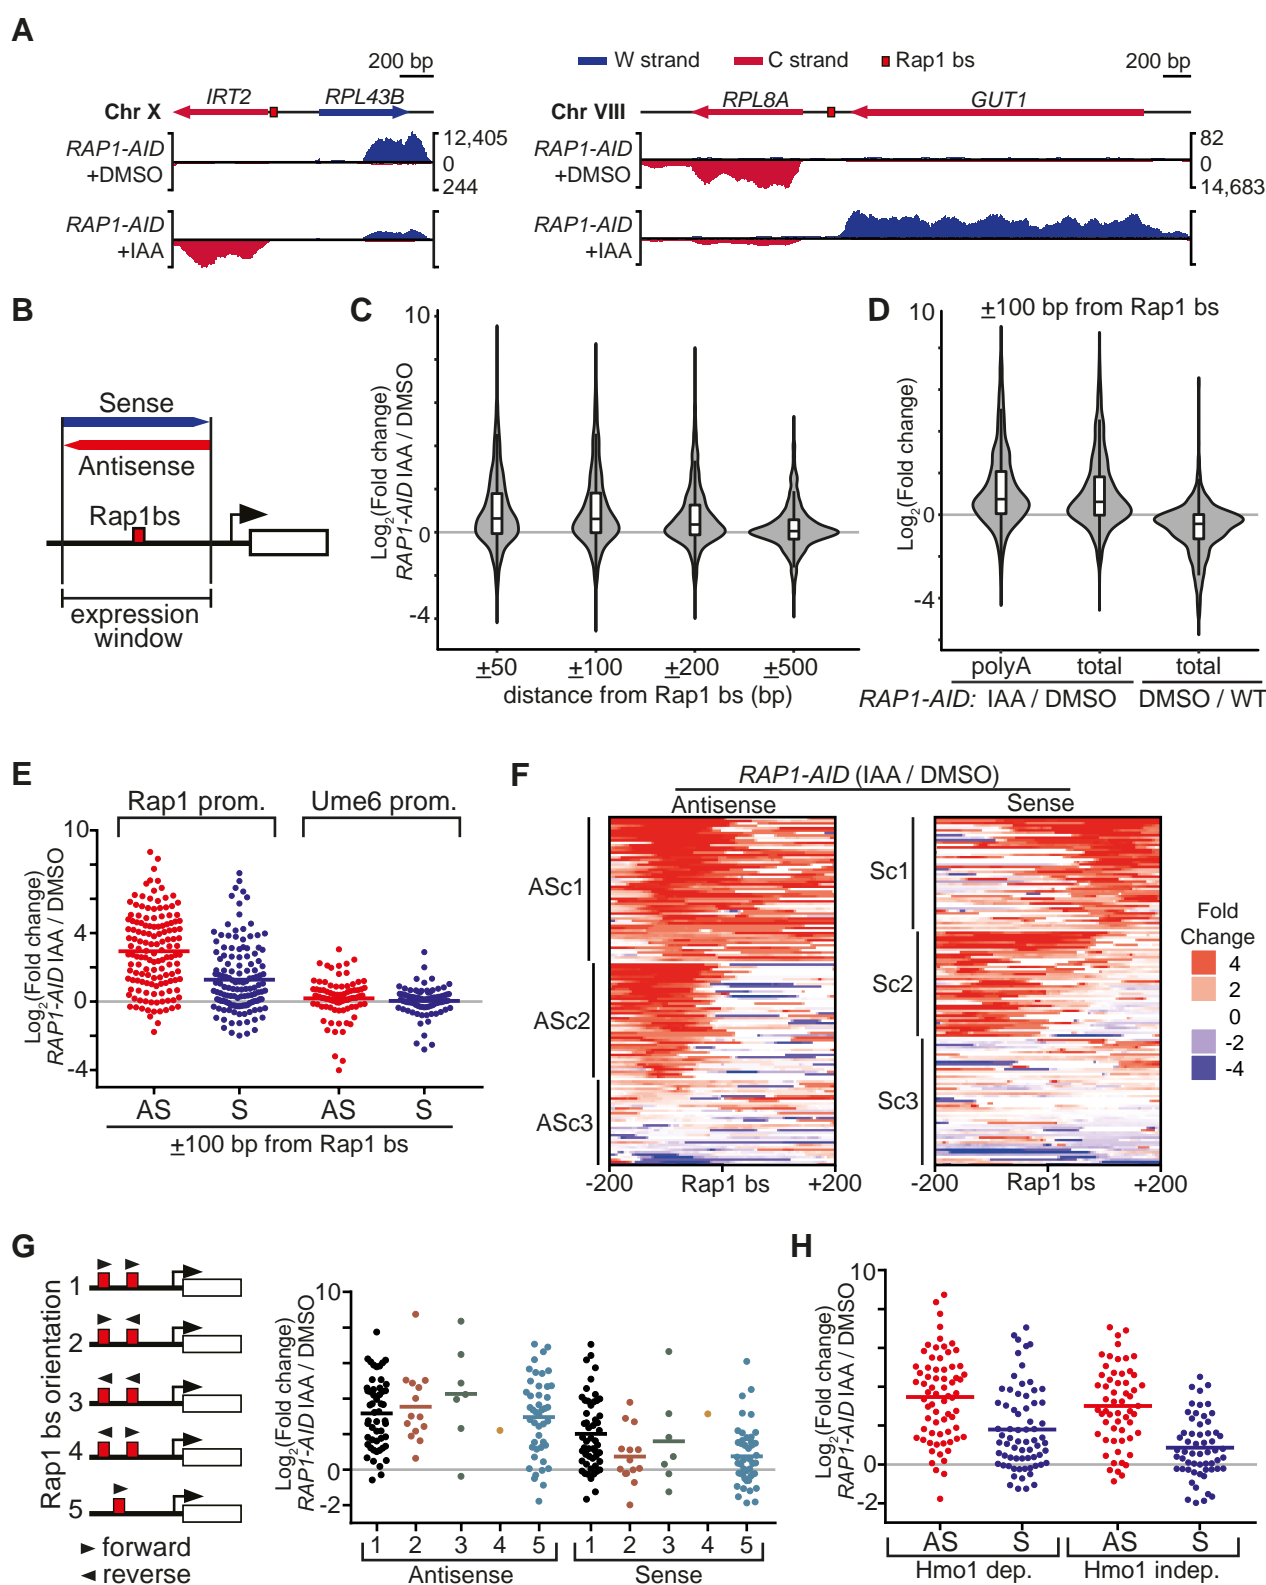 A
200 bp
W strand
C strand
Rap1 bs
200 bp
Chr X
IRT2
RPL43B
Chr VIII
RPL8A
GUT1
RAP1-AID
+DMSO
12,405
0
244
RAP1-AID
+DMSO
82
0
14,683
RAP1-AID
+IAA
RAP1-AID
+IAA
B
Sense
Antisense
Rap1bs
expression
window
C
Log2(Fold change)
RAP1-AID IAA / DMSO
10
0
-4
±50
±100
±200
±500
distance from Rap1 bs (bp)
D
±100 bp from Rap1 bs
Log2(Fold change)
10
0
-4
polyA
total
total
RAP1-AID: IAA / DMSO
DMSO / WT
E
Rap1 prom.
Ume6 prom.
Log2(Fold change)
RAP1-AID IAA / DMSO
10
4
0
-4
AS
S
AS
S
±100 bp from Rap1 bs
F
RAP1-AID (IAA / DMSO)
Antisense
Sense
ASc1
ASc2
ASc3
Sc1
Sc2
Sc3
-200
Rap1 bs
+200
-200
Rap1 bs
+200
Fold
Change
4
2
0
-2
-4
G
Rap1 bs orientation
1
2
3
4
5
forward
reverse
Log2(Fold change)
RAP1-AID IAA / DMSO
10
0
-2
1
2
3
4
5
1
2
3
4
5
Antisense
Sense
H
Log2(Fold change)
RAP1-AID IAA / DMSO
10
0
-2
AS
S
AS
S
Hmo1 dep.
Hmo1 indep.